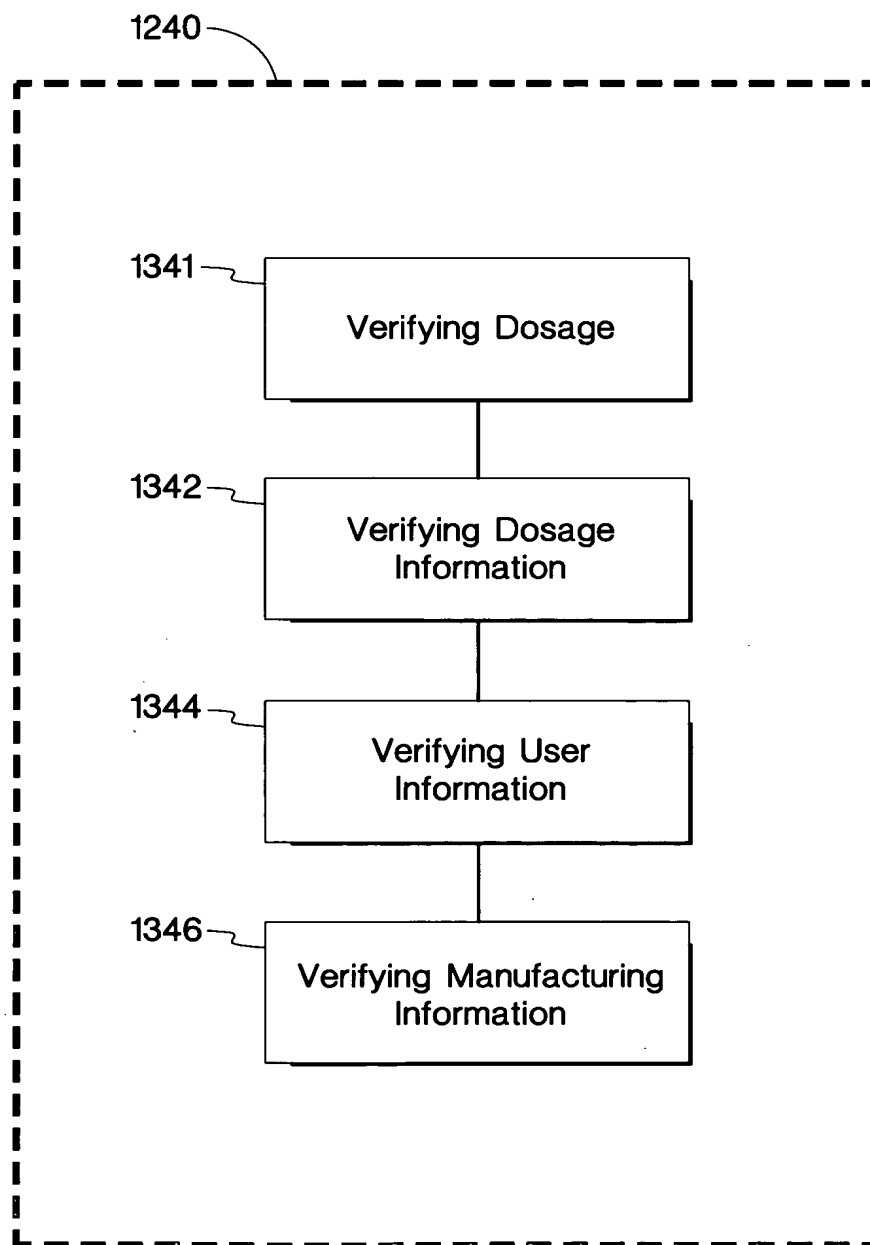 1240
1341
Verifying Dosage
1342
Verifying Dosage
Information
1344
Verifying User
Information
1346
Verifying Manufacturing
Information